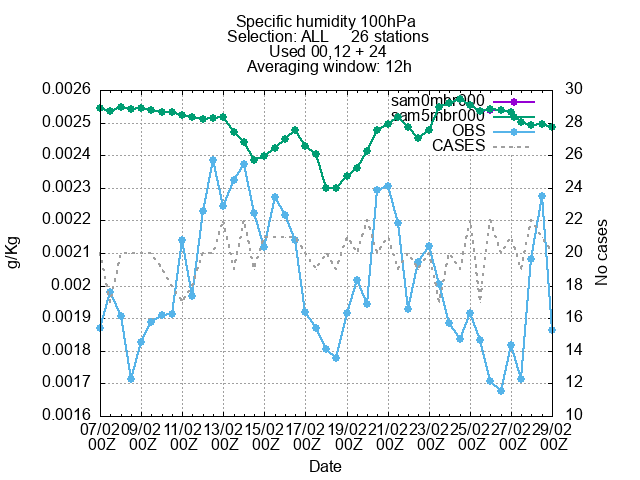 Specific humidity 100hPa
Selection: ALL 26 stations
Used 00,12 + 24
Averaging window: 12h
sam0mbr000
sam5mbr000
OBS
CASES
0.0026
0.0025
0.0024
0.0023
0.0022
0.0021
0.002
0.0019
0.0018
0.0017
0.0016
g/Kg
30
28
26
24
22
20
18
16
14
12
10
No cases
07/02 09/02 11/02 13/02 15/02 17/02 19/02 21/02 23/02 25/02 27/02 29/02
00Z 00Z 00Z 00Z 00Z 00Z 00Z 00Z 00Z 00Z 00Z 00Z
Date